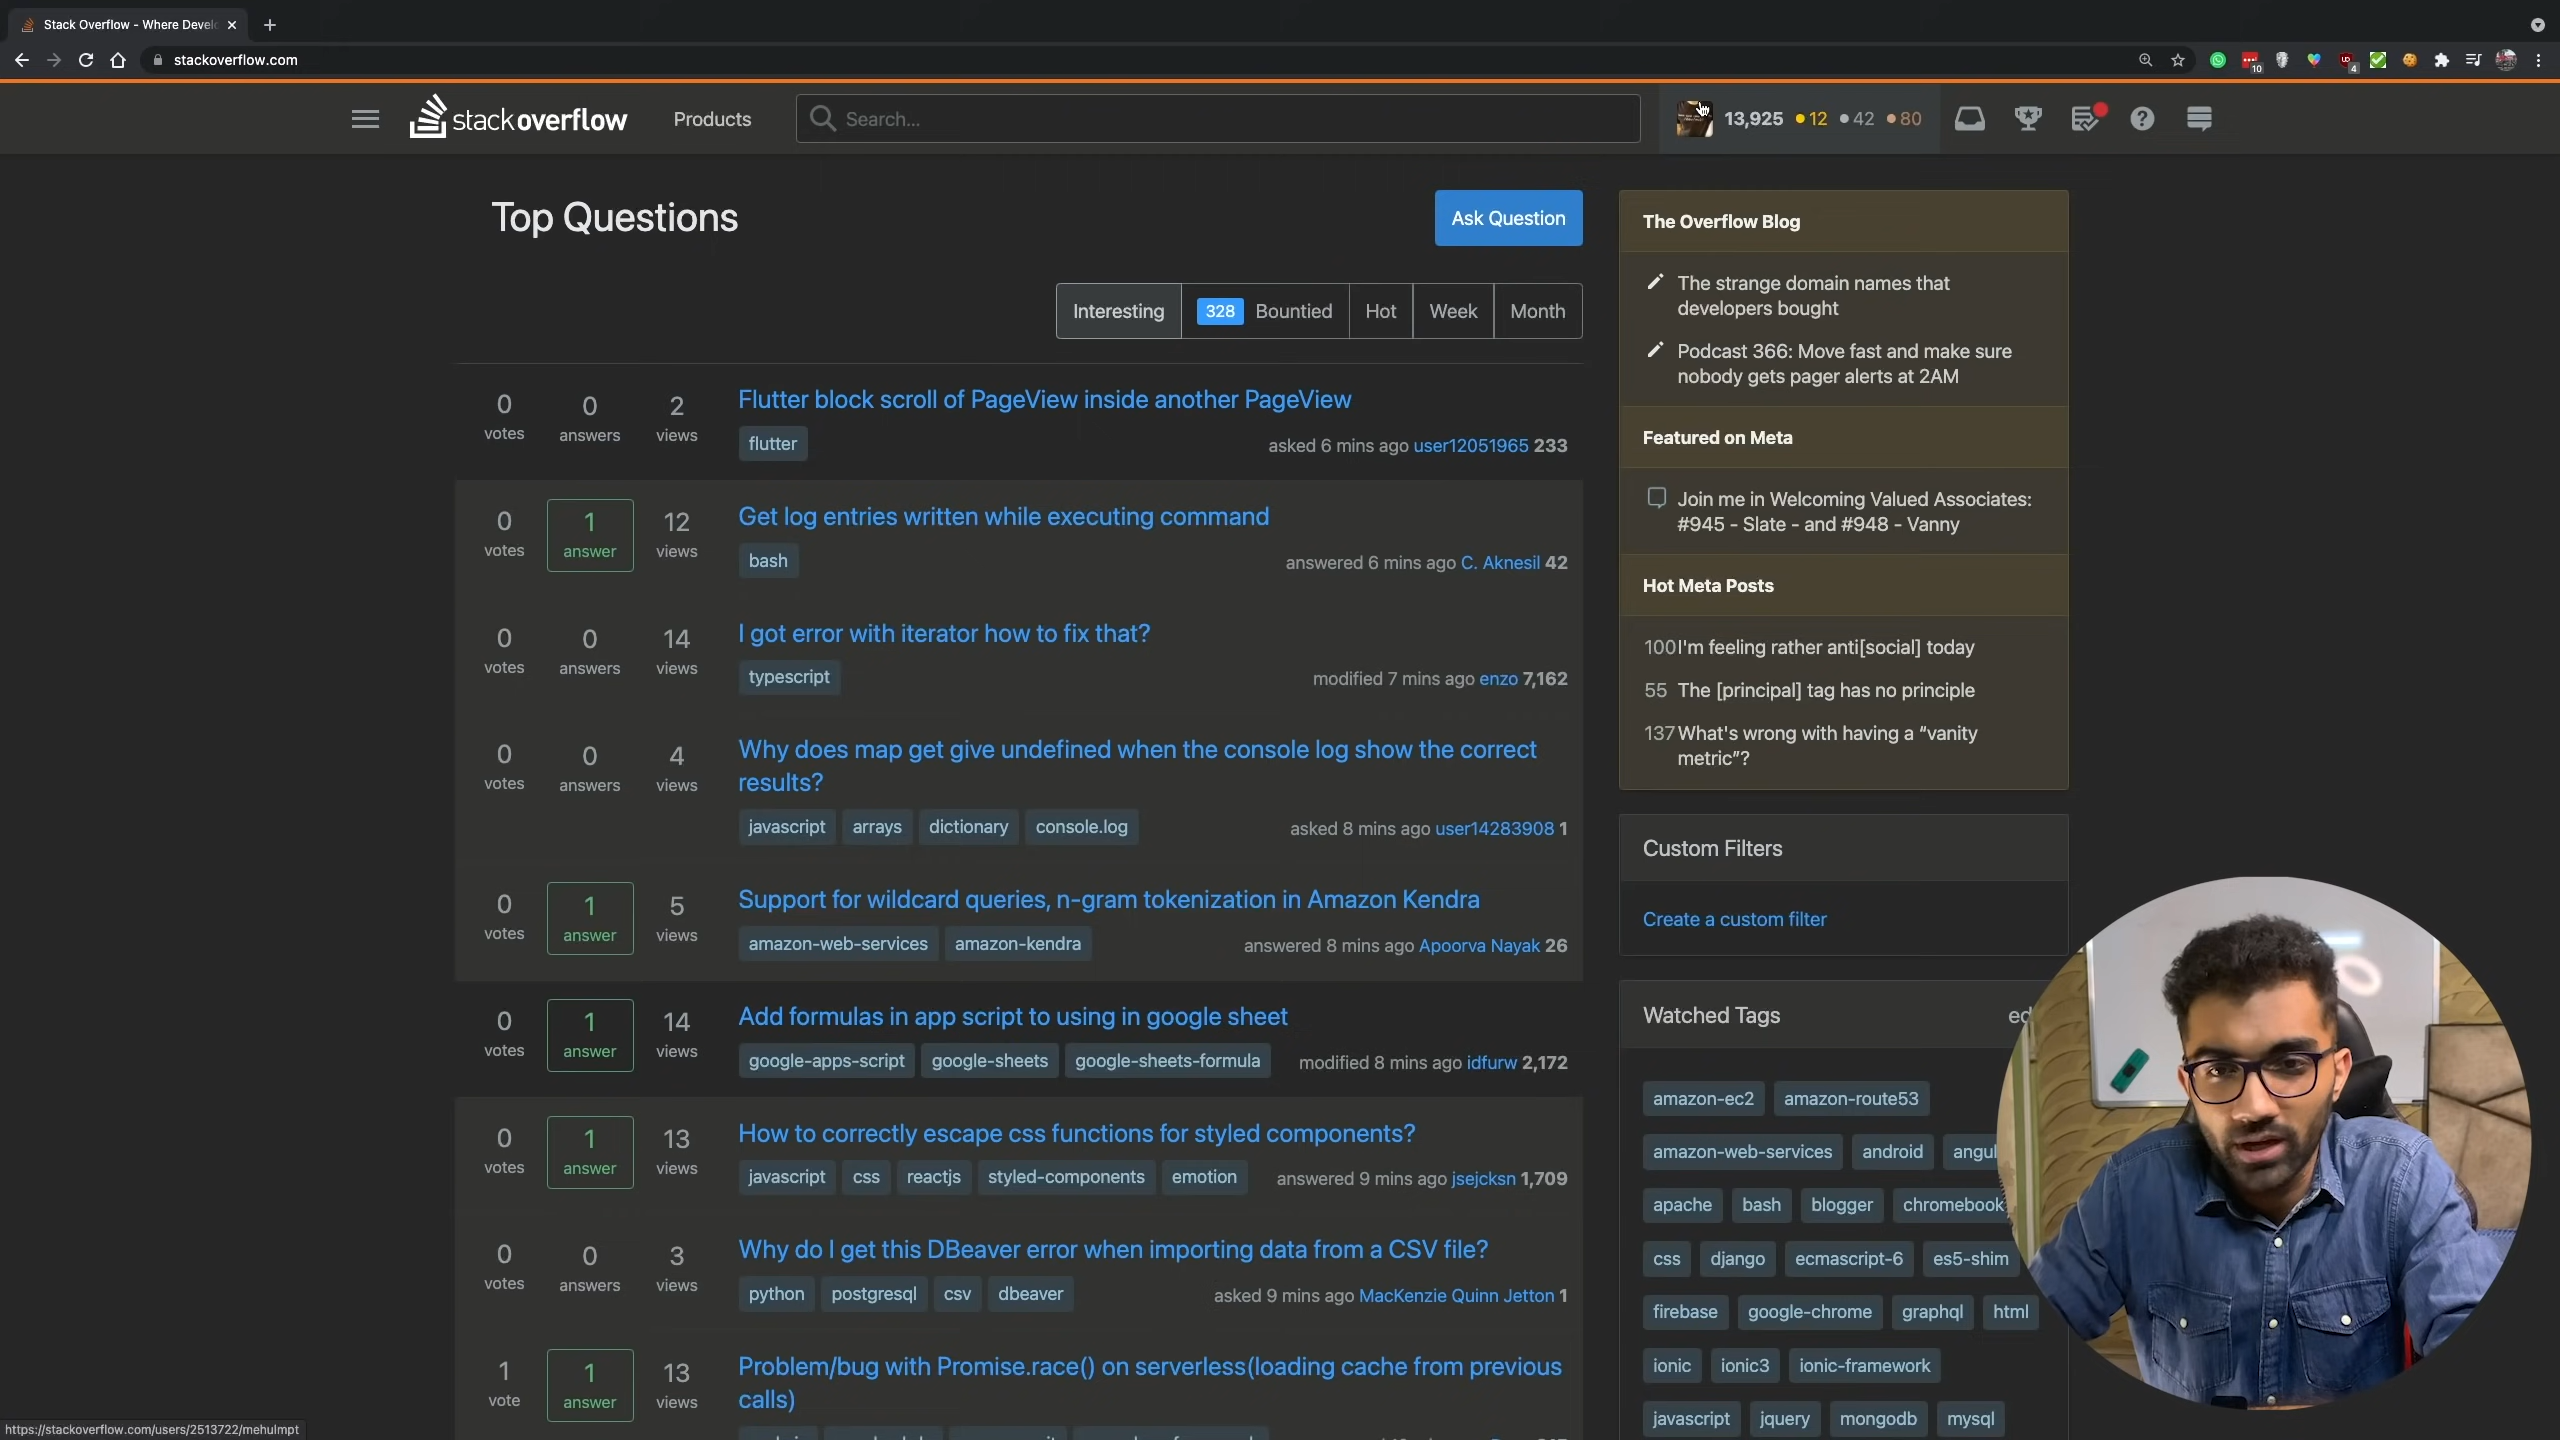 Stack Overflow - Where Devel
stackoverflow.com
10
4
stackoverflow
Products
Search...
13,925 12 42 80
Top Questions
Ask Question
Interesting
328 Bountied
Hot
Week
Month
0 votes
0 answers
2 views
Flutter block scroll of PageView inside another PageView
flutter
asked 6 mins ago user12051965 233
0 votes
1 answer
12 views
Get log entries written while executing command
bash
answered 6 mins ago C. Aknesil 42
0 votes
0 answers
14 views
I got error with iterator how to fix that?
typescript
modified 7 mins ago enzo 7,162
0 votes
0 answers
4 views
Why does map get give undefined when the console log show the correct
results?
javascript arrays dictionary console.log
asked 8 mins ago user14283908 1
0 votes
1 answer
5 views
Support for wildcard queries, n-gram tokenization in Amazon Kendra
amazon-web-services amazon-kendra
answered 8 mins ago Apoorva Nayak 26
0 votes
1 answer
14 views
Add formulas in app script to using in google sheet
google-apps-script google-sheets google-sheets-formula
modified 8 mins ago idfurw 2,172
0 votes
1 answer
13 views
How to correctly escape css functions for styled components?
javascript css reactjs styled-components emotion
answered 9 mins ago jsejcksn 1,709
0 votes
0 answers
3 views
Why do I get this DBeaver error when importing data from a CSV file?
python postgresql csv dbeaver
asked 9 mins ago MacKenzie Quinn Jetton 1
1 vote
1 answer
13 views
Problem/bug with Promise.race() on serverless(loading cache from previous
calls)
The Overflow Blog
The strange domain names that
developers bought
Podcast 366: Move fast and make sure
nobody gets pager alerts at 2AM
Featured on Meta
Join me in Welcoming Valued Associates:
#945 - Slate - and #948 - Vanny
Hot Meta Posts
100 I'm feeling rather anti[social] today
55 The [principal] tag has no principle
137 What's wrong with having a “vanity
metric”?
Custom Filters
Create a custom filter
Watched Tags
ed
amazon-ec2 amazon-route53
amazon-web-services android angul
apache bash blogger chromebook
css django ecmascript-6 es5-shim
firebase google-chrome graphql html
ionic ionic3 ionic-framework
javascript jquery mongodb mysql
https://stackoverflow.com/users/2513722/mehulmpt